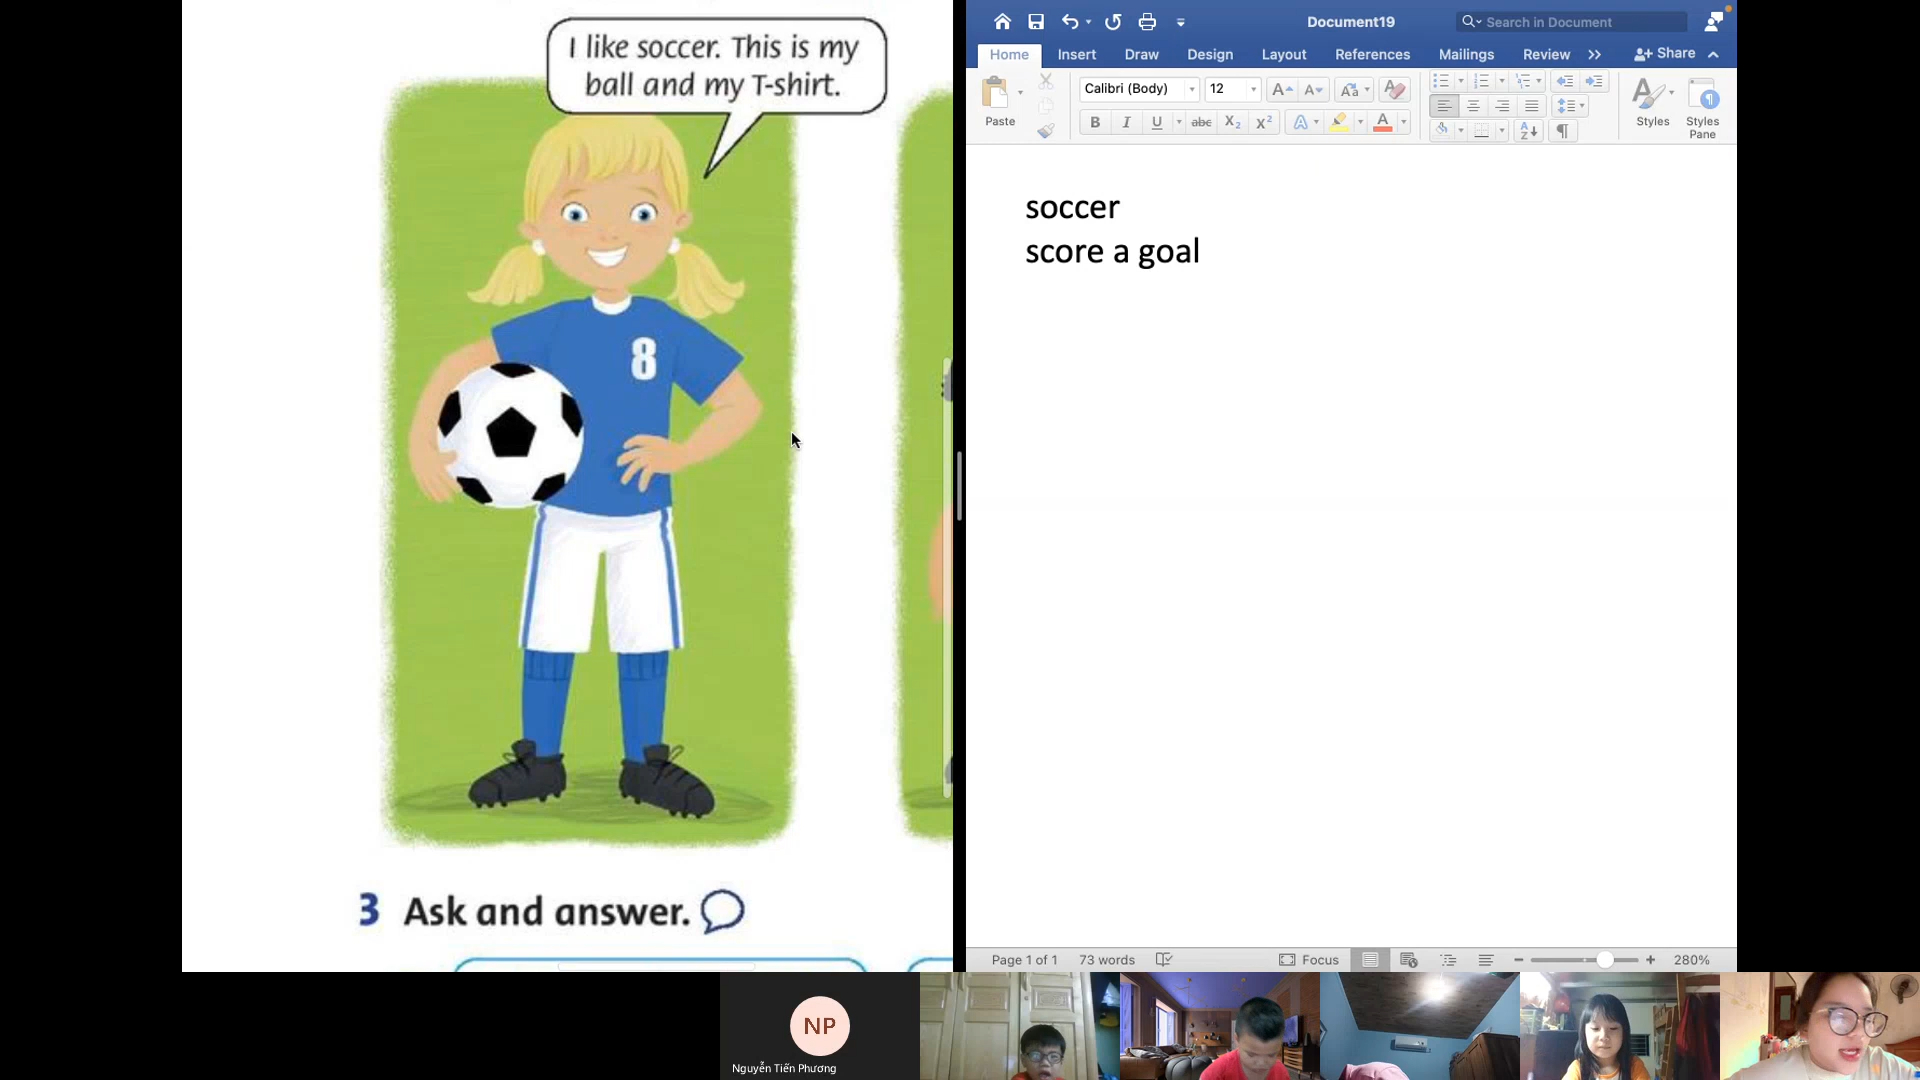 I like soccer. This is my
ball and my T-shirt.
8
3 Ask and answer.
Document19
Search in Document
Home Insert Draw Design Layout References Mailings Review >> Share
Paste
Calibri (Body) 12
Styles
Styles
Pane
soccer
score a goal
Page 1 of 1 73 words Focus 280%
NP
Nguyễn Tiến Phương